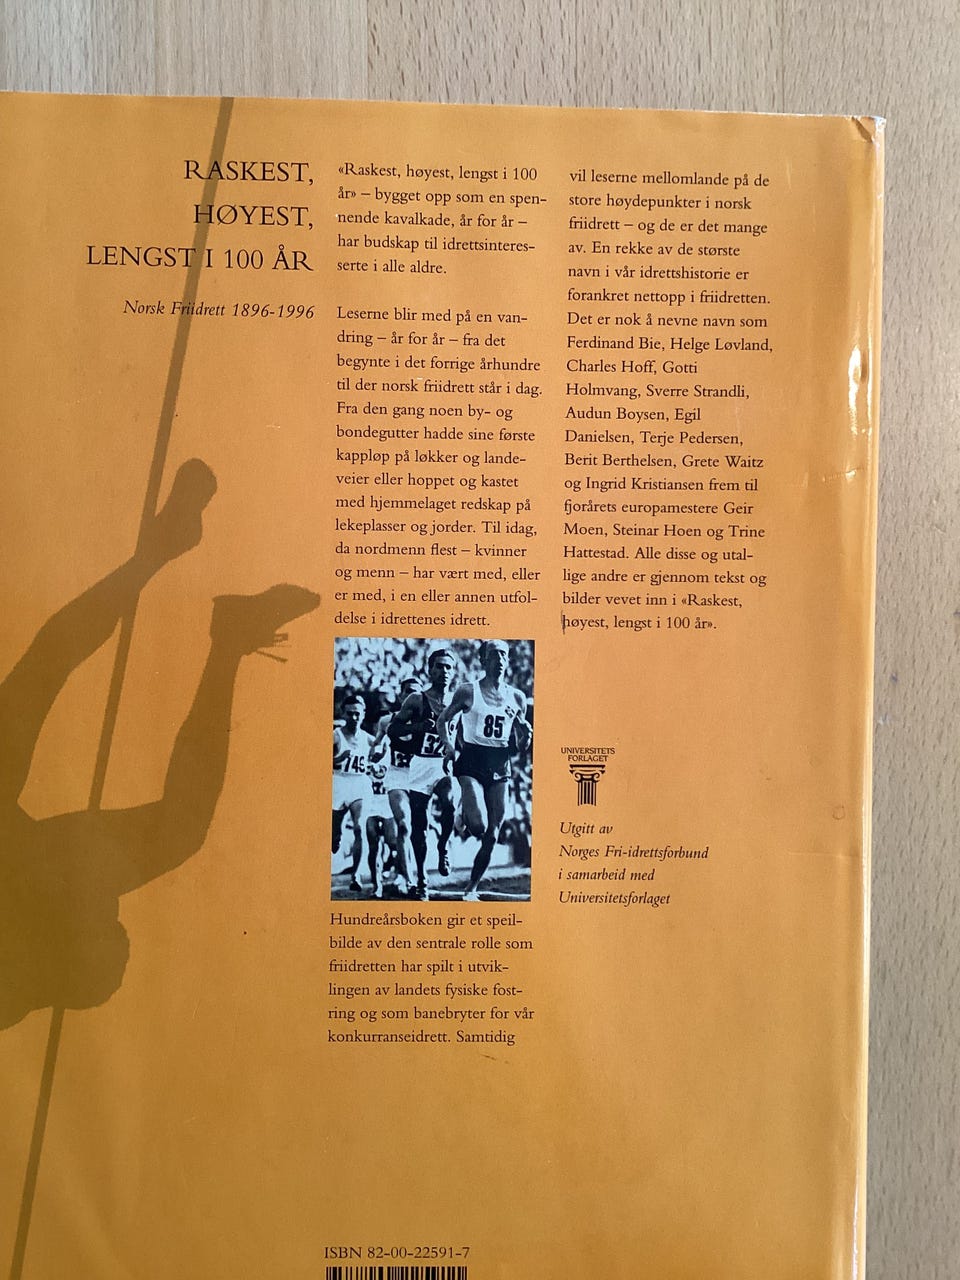 RASKEST,
HØYEST,
LENGST I 100 ÅR
Norsk Friidrett 1896-1996
«Raskest, høyest, lengst i 100
år» – bygget opp som en spen-
nende kavalkade, år for år –
har budskap til idrettsinteres-
serte i alle aldre.
Leserne blir med på en van-
dring – år for år – fra det
begynte i det forrige århundre
til der norsk friidrett står i dag.
Fra den gang noen by- og
bondegutter hadde sine første
kappløp på løkker og lande-
veier eller hoppet og kastet
med hjemmelaget redskap på
lekeplasser og jorder. Til idag,
da nordmenn flest – kvinner
og menn – har vært med, eller
er med, i en eller annen utfol-
delse i idrettenes idrett.
746
32
85
Hundreårsboken gir et speil-
bilde av den sentrale rolle som
friidretten har spilt i utvik-
lingen av landets fysiske fost-
ring og som banebryter for vår
konkurranseidrett. Samtidig
vil leserne mellomlande på de
store høydepunkter i norsk
friidrett – og de er det mange
av. En rekke av de største
navn i vår idrettshistorie er
forankret nettopp i friidretten.
Det er nok å nevne navn som
Ferdinand Bie, Helge Løvland,
Charles Hoff, Gotti
Holmvang, Sverre Strandli,
Audun Boysen, Egil
Danielsen, Terje Pedersen,
Berit Berthelsen, Grete Waitz
og Ingrid Kristiansen frem til
fjorårets europamestere Geir
Moen, Steinar Hoen og Trine
Hattestad. Alle disse og utal-
lige andre er gjennom tekst og
bilder vevet inn i «Raskest,
høyest, lengst i 100 år».
UNIVERSITETS
FORLAGET
Utgitt av
Norges Fri-idrettsforbund
i samarbeid med
Universitetsforlaget
ISBN 82-00-22591-7